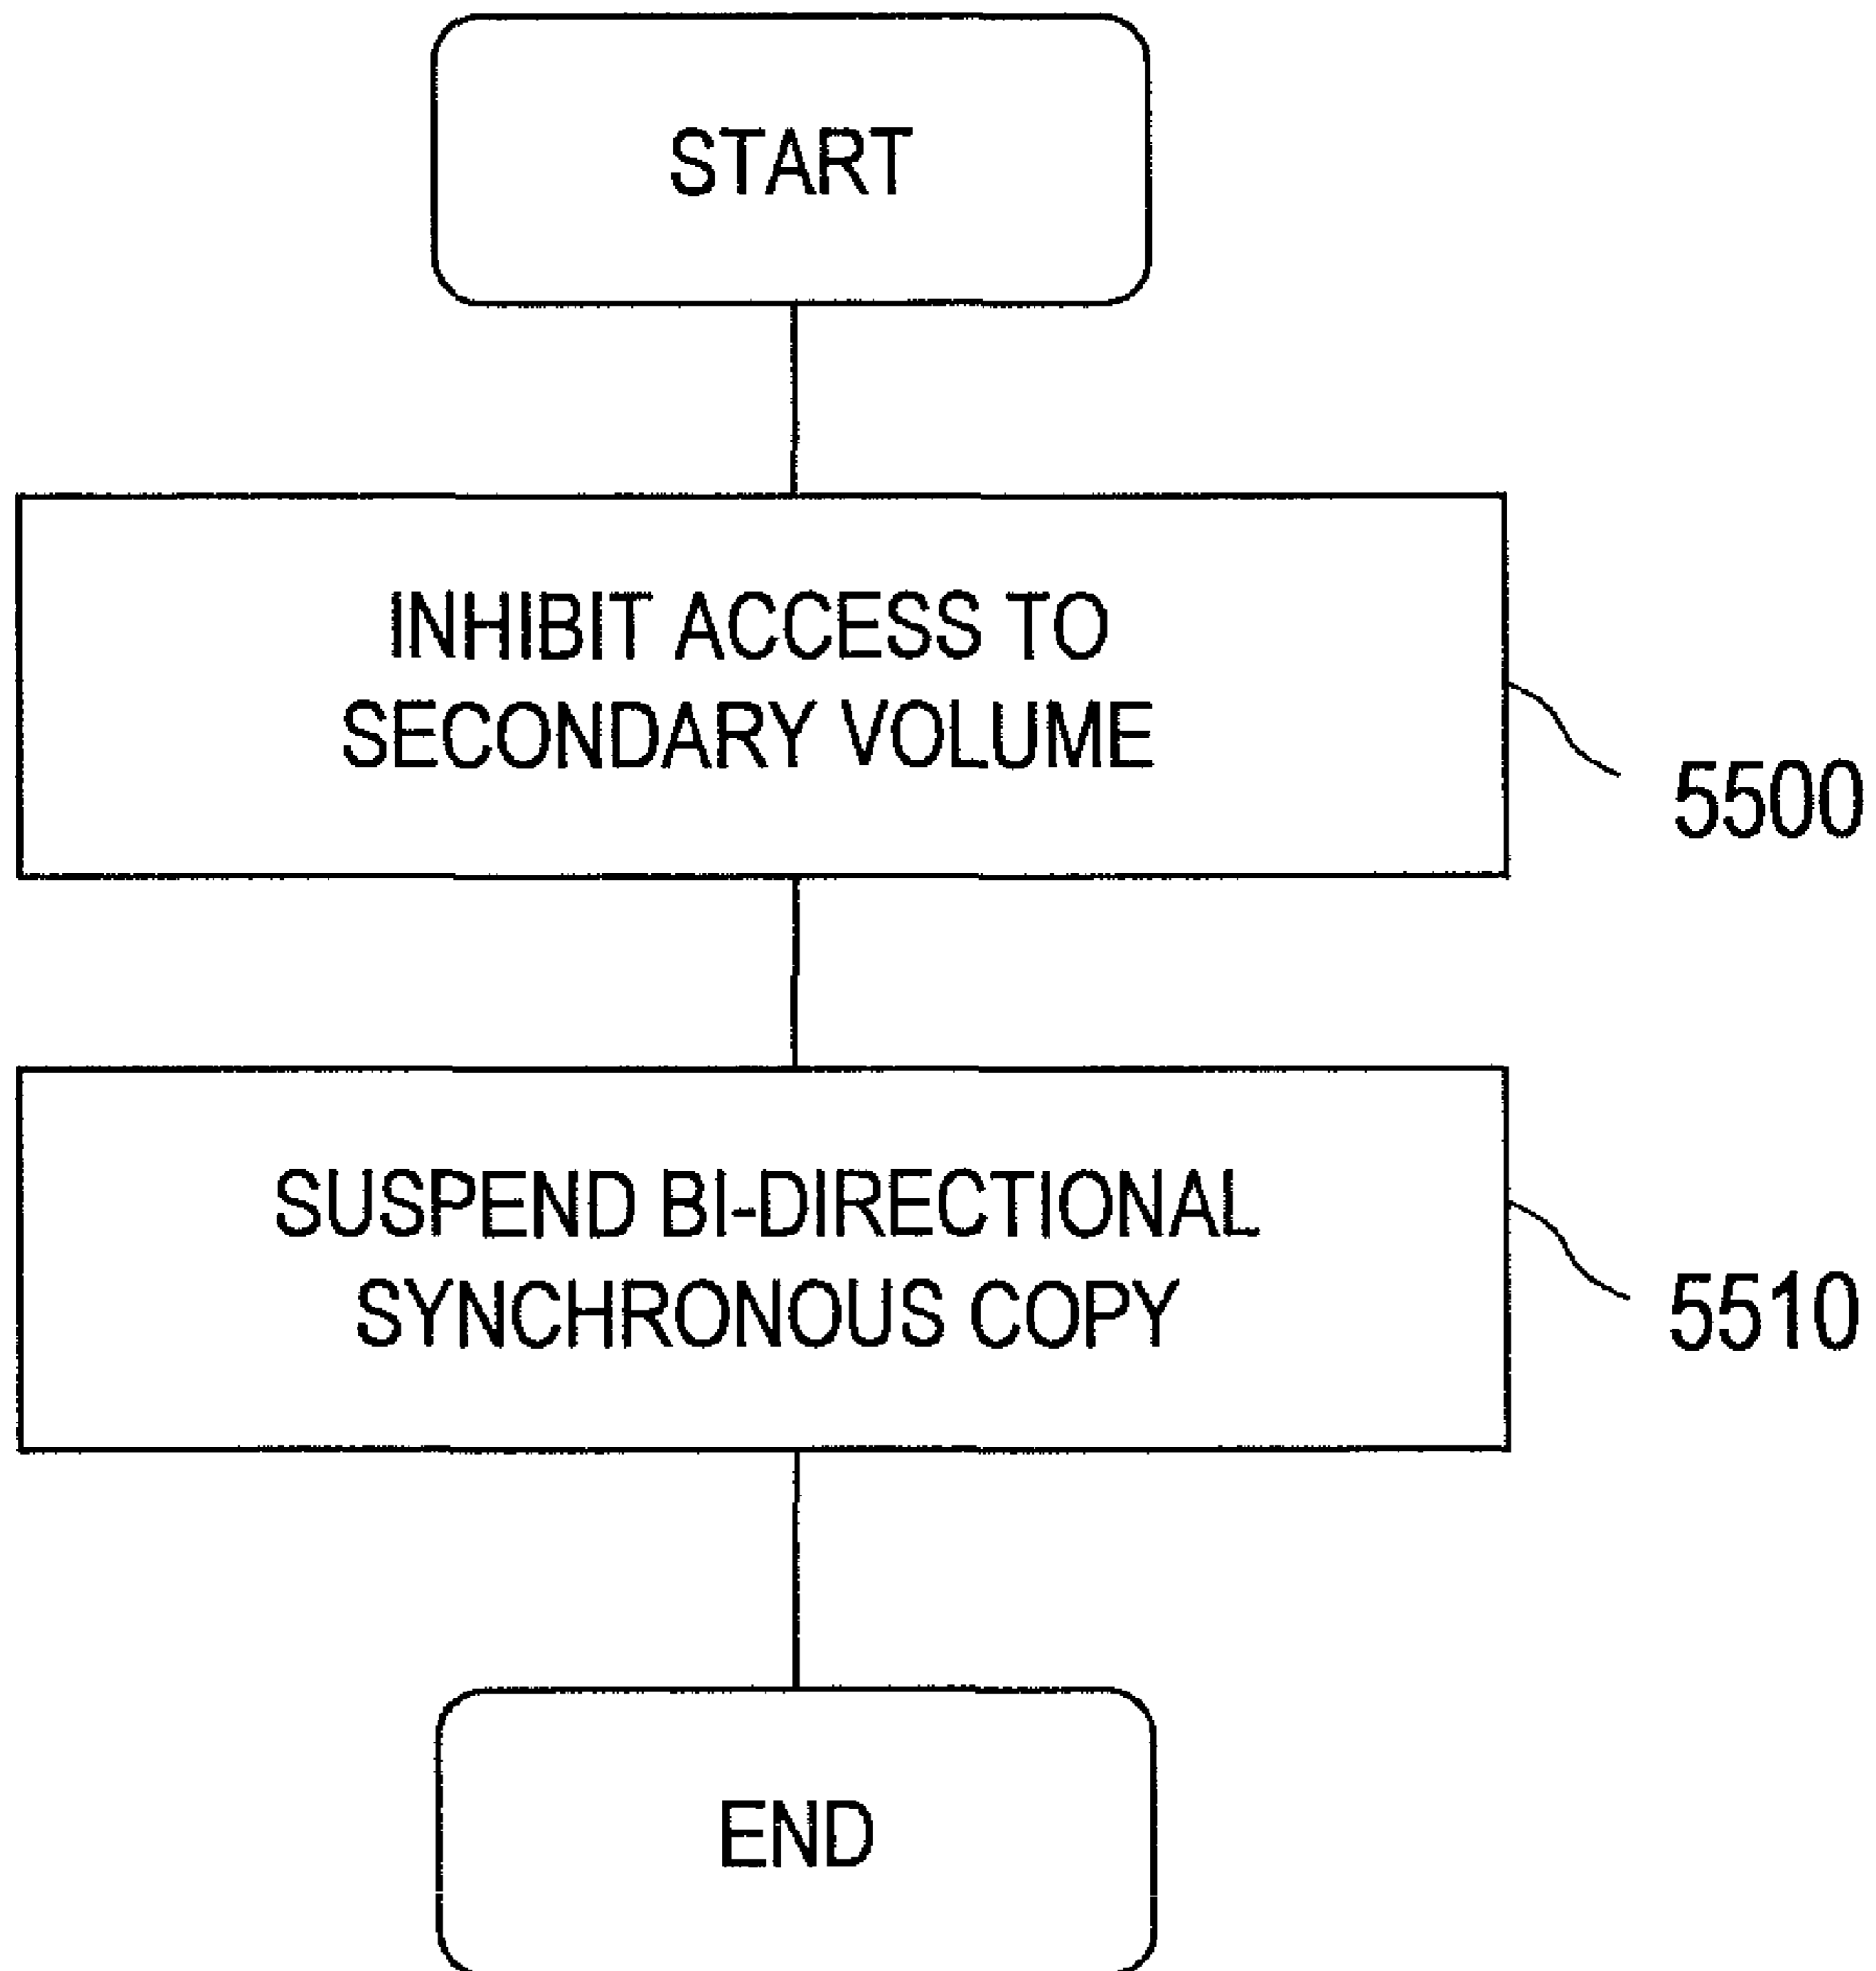 START
INHIBIT ACCESS TO
SECONDARY VOLUME
5500
SUSPEND BI-DIRECTIONAL
SYNCHRONOUS COPY
5510
END